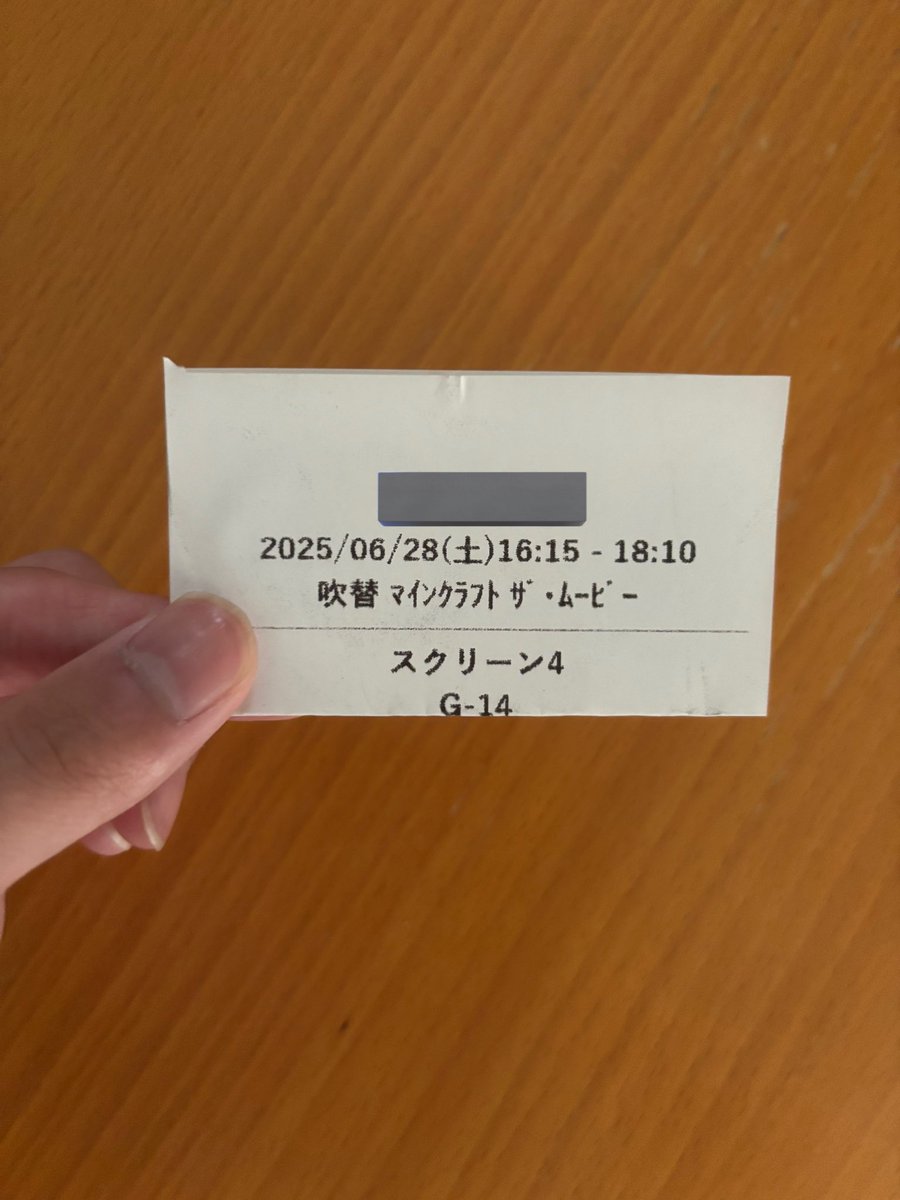 2025/06/28(土)16:15 - 18:10
吹替 ﾏｲﾝｸﾗﾌﾄ ｻﾞ・ﾑｰﾋﾞｰ
スクリーン4
G-14